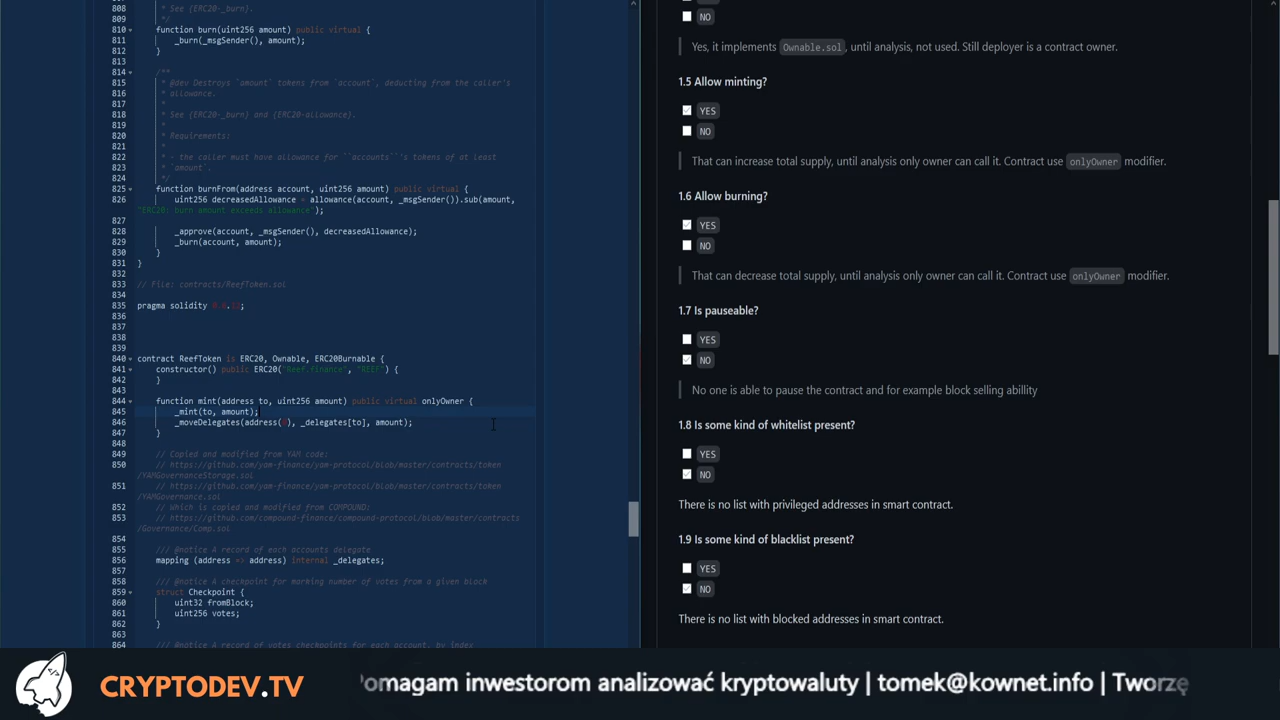 808 * See {ERC20-_burn}.
809 */
810 function burn(uint256 amount) public virtual {
811 _burn(_msgSender(), amount);
812 }
813
814 /**
815 * @dev Destroys `amount` tokens from `account`, deducting from the caller's
816 * allowance.
817 *
818 * See {ERC20-_burn} and {ERC20-allowance}.
819 *
820 * Requirements:
821 *
822 * - the caller must have allowance for ``accounts``'s tokens of at least
823 * `amount`.
824 */
825 function burnFrom(address account, uint256 amount) public virtual {
826 uint256 decreasedAllowance = allowance(account, _msgSender()).sub(amount,
"ERC20: burn amount exceeds allowance");
827
828 _approve(account, _msgSender(), decreasedAllowance);
829 _burn(account, amount);
830 }
831 }
832
833 // File: contracts/ReefToken.sol
834
835 pragma solidity 0.6.12;
836
837
838
839
840 contract ReefToken is ERC20, Ownable, ERC20Burnable {
841 constructor() public ERC20("Reef.finance", "REEF") {
842 }
843
844 function mint(address to, uint256 amount) public virtual onlyOwner {
845 _mint(to, amount);
846 _moveDelegates(address(0), _delegates[to], amount);
847 }
848
849 // Copied and modified from YAM code:
850 // https://github.com/yam-finance/yam-protocol/blob/master/contracts/token
/YAMGovernanceStorage.sol
851 // https://github.com/yam-finance/yam-protocol/blob/master/contracts/token
/YAMGovernance.sol
852 // Which is copied and modified from COMPOUND:
853 // https://github.com/compound-finance/compound-protocol/blob/master/contracts
/Governance/Comp.sol
854
855 /// @notice A record of each accounts delegate
856 mapping (address => address) internal _delegates;
857
858 /// @notice A checkpoint for marking number of votes from a given block
859 struct Checkpoint {
860 uint32 fromBlock;
861 uint256 votes;
862 }
863
864 /// @notice A record of votes checkpoints for each account, by index
NO
Yes, it implements Ownable.sol, until analysis, not used. Still deployer is a contract owner.
1.5 Allow minting?
YES
NO
That can increase total supply, until analysis only owner can call it. Contract use onlyOwner modifier.
1.6 Allow burning?
YES
NO
That can decrease total supply, until analysis only owner can call it. Contract use onlyOwner modifier.
1.7 Is pauseable?
YES
NO
No one is able to pause the contract and for example block selling abillity
1.8 Is some kind of whitelist present?
YES
NO
There is no list with privileged addresses in smart contract.
1.9 Is some kind of blacklist present?
YES
NO
There is no list with blocked addresses in smart contract.
CRYPTODEV.TV
Pomagam inwestorom analizować kryptowaluty | tomek@kownet.info | Tworzę